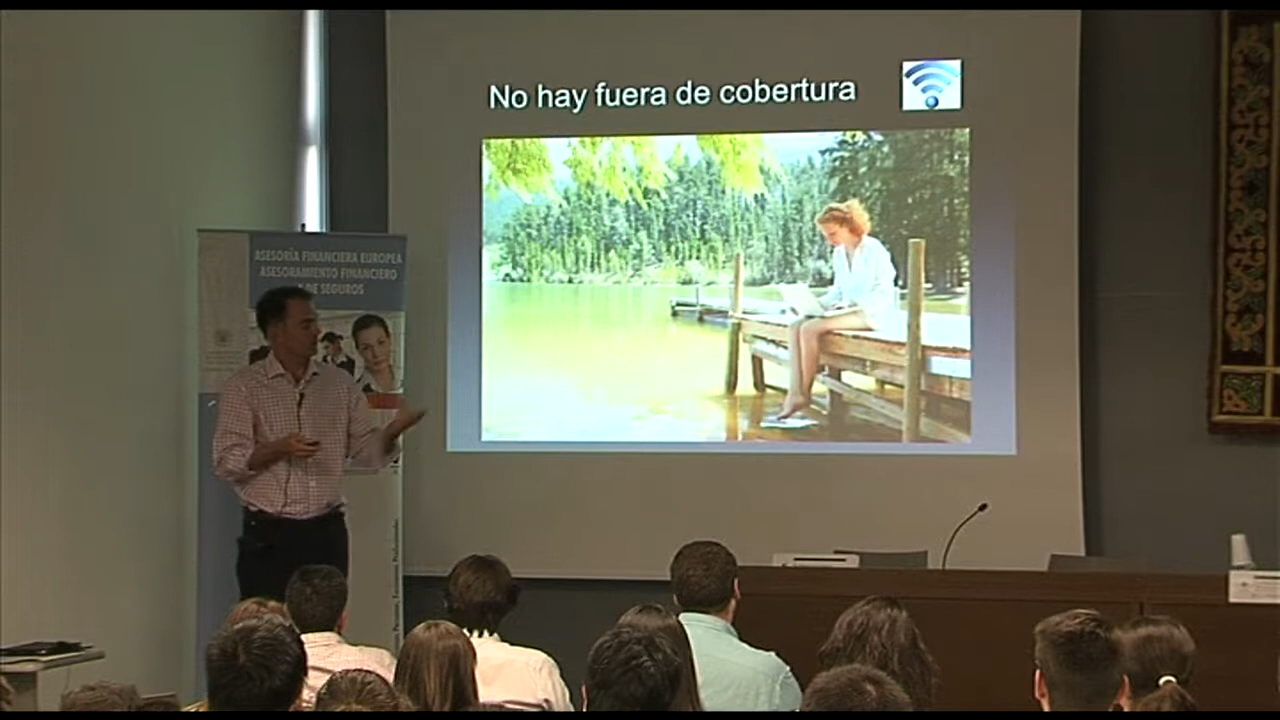 No hay fuera de cobertura
ASESORÍA FINANCIERA EUROPEA
ASESORAMIENTO FINANCIERO
Y DE SEGUROS